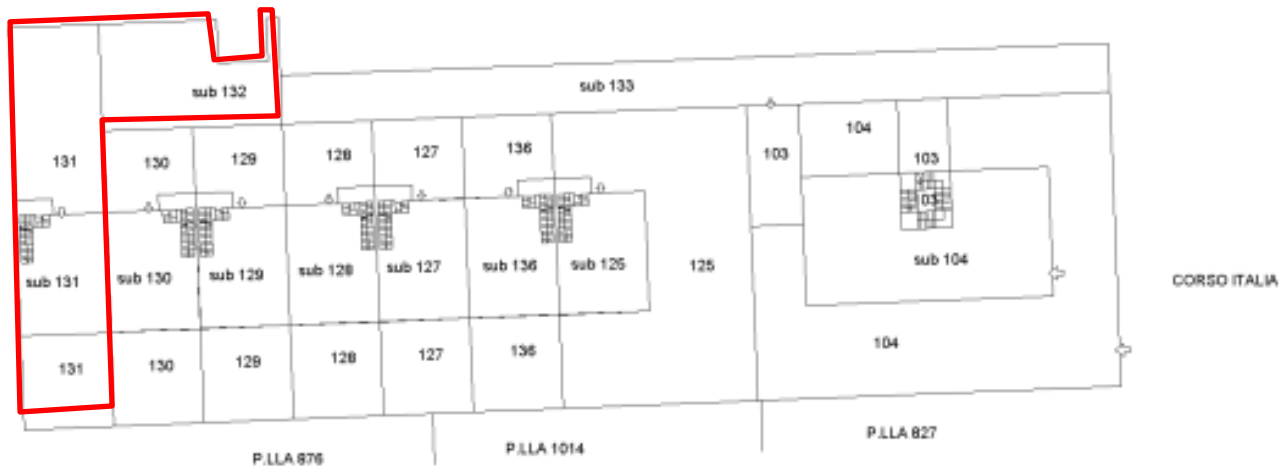 sub 132
sub 133
131
130
129
128
127
136
103
104
103
03
sub 131
sub 130
sub 129
sub 128
sub 127
sub 136
sub 125
125
sub 104
CORSO ITALIA
131
130
129
128
127
136
104
P.LLA 876
P.LLA 1014
P.LLA 827